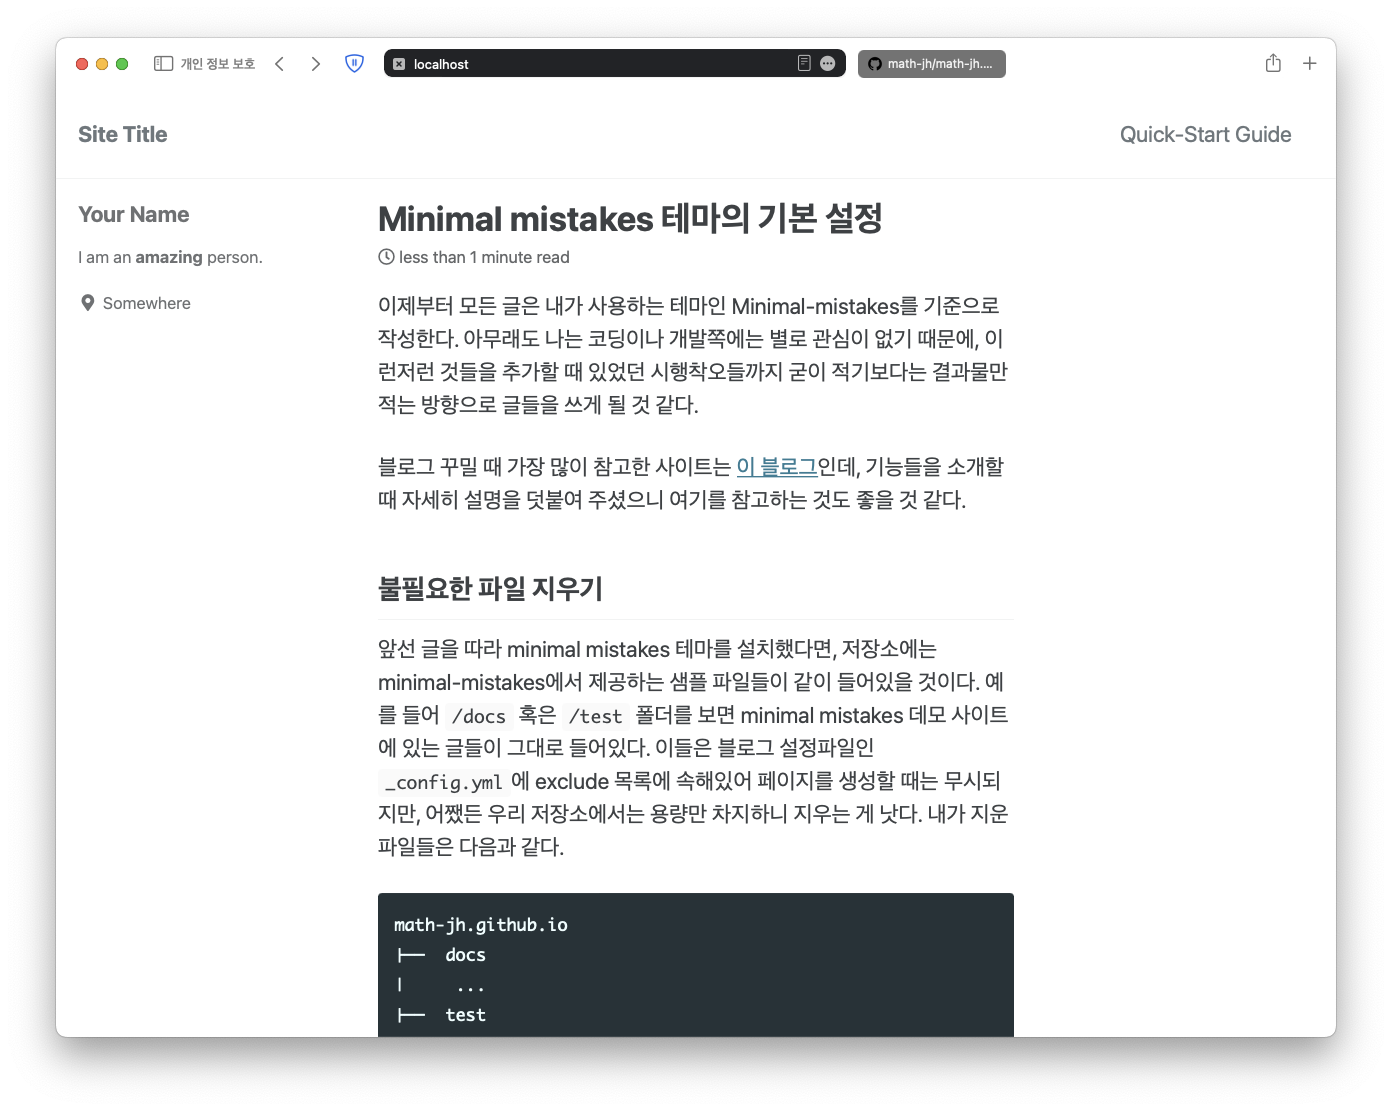 개인 정보 보호
localhost
math-jh/math-jh....
Site Title
Quick-Start Guide
Your Name
I am an amazing person.
Somewhere
Minimal mistakes 테마의 기본 설정
less than 1 minute read
이제부터 모든 글은 내가 사용하는 테마인 Minimal-mistakes를 기준으로
작성한다. 아무래도 나는 코딩이나 개발쪽에는 별로 관심이 없기 때문에, 이
런저런 것들을 추가할 때 있었던 시행착오들까지 굳이 적기보다는 결과물만
적는 방향으로 글들을 쓰게 될 것 같다.
블로그 꾸밀 때 가장 많이 참고한 사이트는 이 블로그인데, 기능들을 소개할
때 자세히 설명을 덧붙여 주셨으니 여기를 참고하는 것도 좋을 것 같다.
불필요한 파일 지우기
앞선 글을 따라 minimal mistakes 테마를 설치했다면, 저장소에는
minimal-mistakes에서 제공하는 샘플 파일들이 같이 들어있을 것이다. 예
를 들어 /docs 혹은 /test 폴더를 보면 minimal mistakes 데모 사이트
에 있는 글들이 그대로 들어있다. 이들은 블로그 설정파일인
_config.yml 에 exclude 목록에 속해있어 페이지를 생성할 때는 무시되
지만, 어쨌든 우리 저장소에서는 용량만 차지하니 지우는 게 낫다. 내가 지운
파일들은 다음과 같다.
math-jh.github.io
├── docs
|     ...
├── test